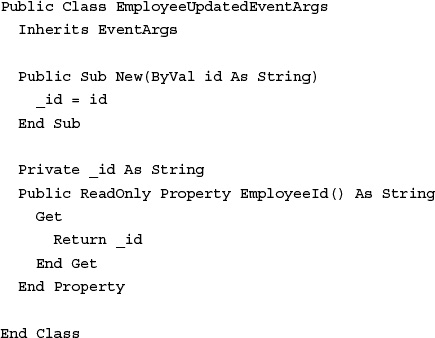 Public Class EmployeeUpdatedEventArgs
Inherits EventArgs
Public Sub New(ByVal id As String)
_id = id
End Sub
Private _id As String
Public ReadOnly Property EmployeeId() As String
Get
Return _id
End Get
End Property
End Class